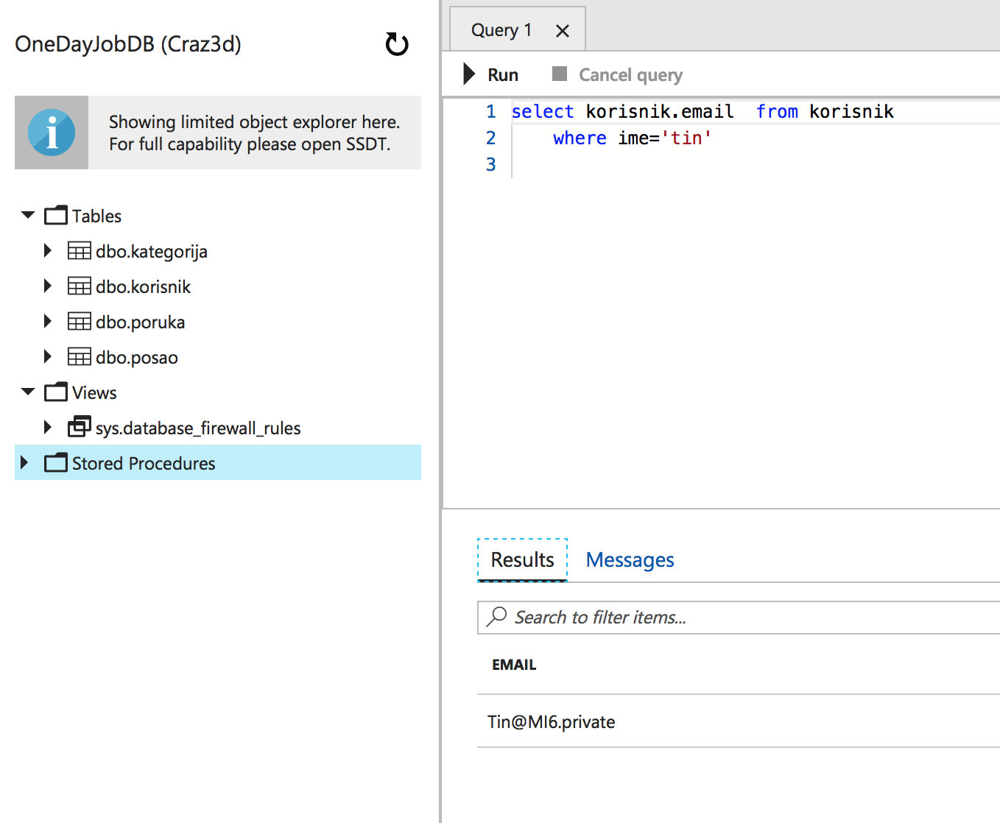 OneDayJobDB (Craz3d)
Showing limited object explorer here.
For full capability please open SSDT.
Tables
dbo.kategorija
dbo.korisnik
dbo.poruka
dbo.posao
Views
sys.database_firewall_rules
Stored Procedures
Query 1
Run
Cancel query
1 select korisnik.email  from korisnik
2     where ime='tin'
3
Results
Messages
Search to filter items...
EMAIL
Tin@MI6.private